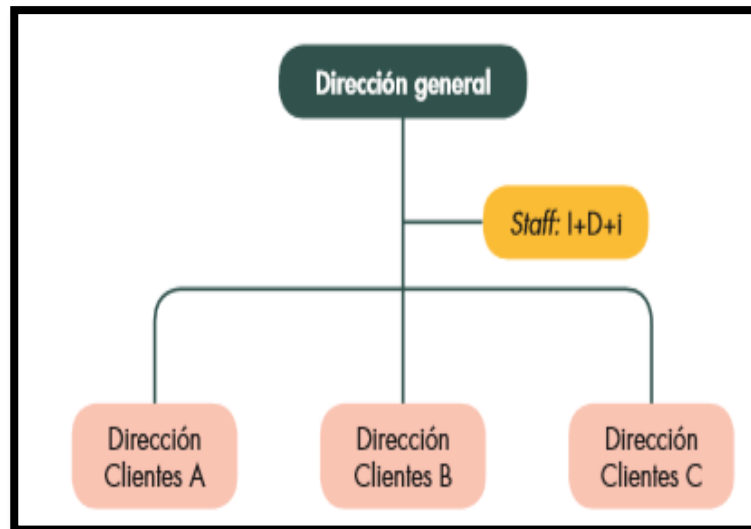 Dirección general
Staff: I+D+i
Dirección
Clientes A
Dirección
Clientes B
Dirección
Clientes C